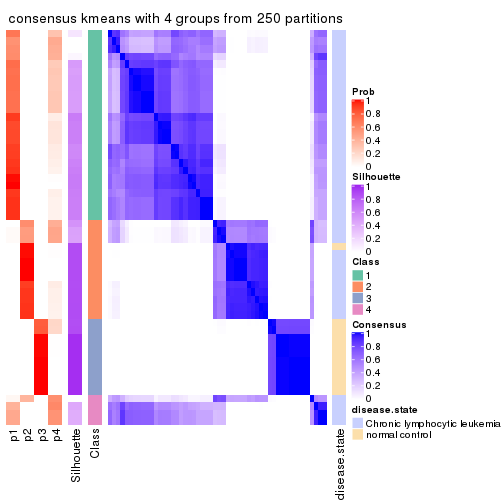 consensus kmeans with 4 groups from 250 partitions
Prob
1
0.8
0.6
0.4
0.2
0
Silhouette
1
0.8
0.6
0.4
0.2
0
Class
1
2
3
4
Consensus
1
0.8
0.6
0.4
0.2
0
disease.state
Chronic lymphocytic leukemia
normal control
p1
p2
p3
p4
Silhouette
Class
disease.state